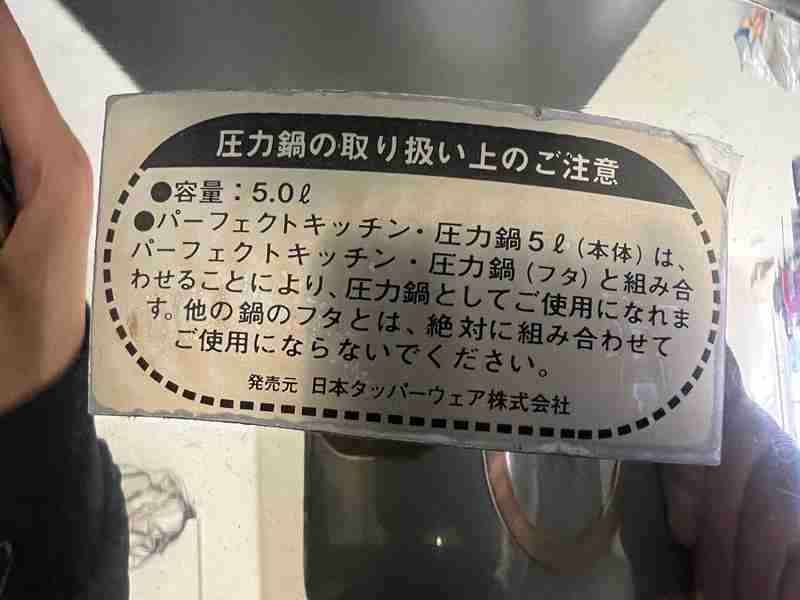 圧力鍋の取り扱い上のご注意
●容量：5.0ℓ
●パーフェクトキッチン・圧力鍋5ℓ（本体）は、
パーフェクトキッチン・圧力鍋（フタ）と組み合
わせることにより、圧力鍋としてご使用になれま
す。他の鍋のフタとは、絶対に組み合わせて
ご使用にならないでください。
発売元 日本タッパーウェア株式会社